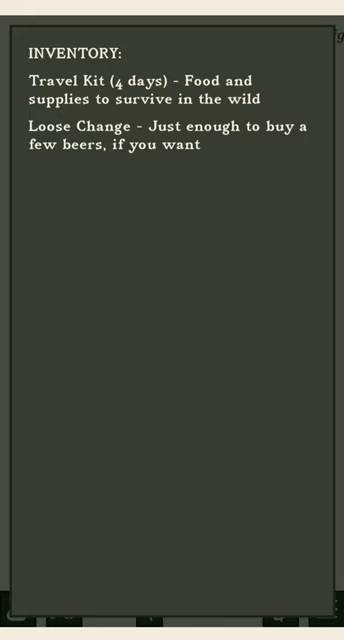 INVENTORY:
Travel Kit (4 days) - Food and
supplies to survive in the wild
Loose Change - Just enough to buy a
few beers, if you want